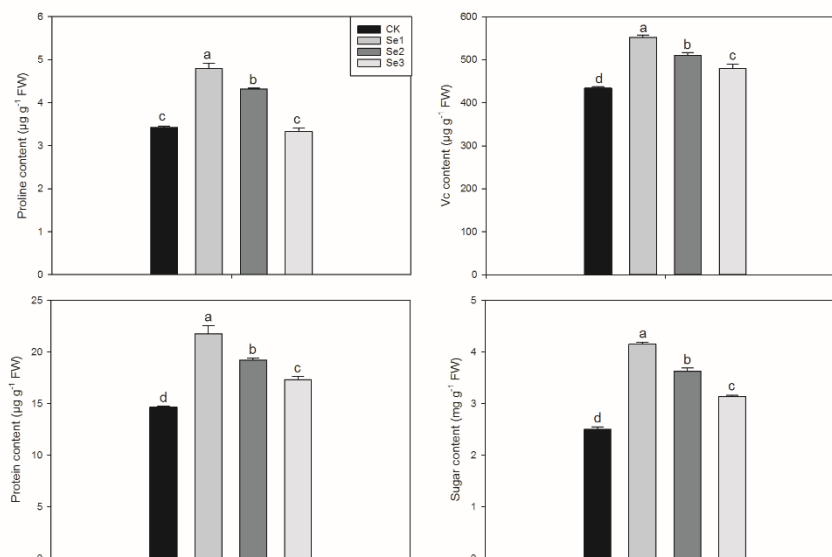 6
5
4
3
2
1
0
Proline content (µg g⁻¹ FW)
c
a
b
c
CK
Se1
Se2
Se3
600
500
400
300
200
100
0
Vc content (µg g⁻¹ FW)
d
a
b
c
25
20
15
10
5
Protein content (µg g⁻¹ FW)
d
a
b
c
5
4
3
2
1
Sugar content (mg g⁻¹ FW)
d
a
b
c